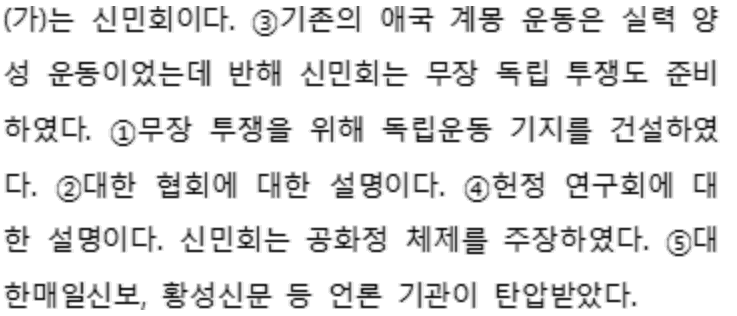 (가)는 신민회이다. ③기존의 애국 계몽 운동은 실력 양
성 운동이었는데 반해 신민회는 무장 독립 투쟁도 준비
하였다. ①무장 투쟁을 위해 독립운동 기지를 건설하였
다. ②대한 협회에 대한 설명이다. ④헌정 연구회에 대
한 설명이다. 신민회는 공화정 체제를 주장하였다. ⑤대
한매일신보, 황성신문 등 언론 기관이 탄압받았다.